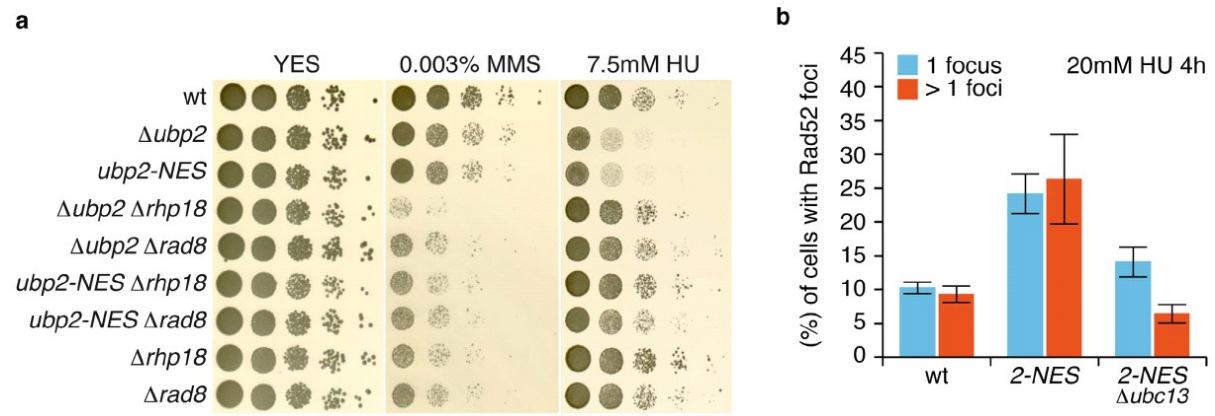 a
YES 0.003% MMS 7.5mM HU
wt
Δubp2
ubp2-NES
Δubp2 Δrhp18
Δubp2 Δrad8
ubp2-NES Δrhp18
ubp2-NES Δrad8
Δrhp18
Δrad8
b
(%) of cells with Rad52 foci
45
40
35
30
25
20
15
10
5
0
1 focus
> 1 foci
20mM HU 4h
wt 2-NES 2-NES
Δubc13